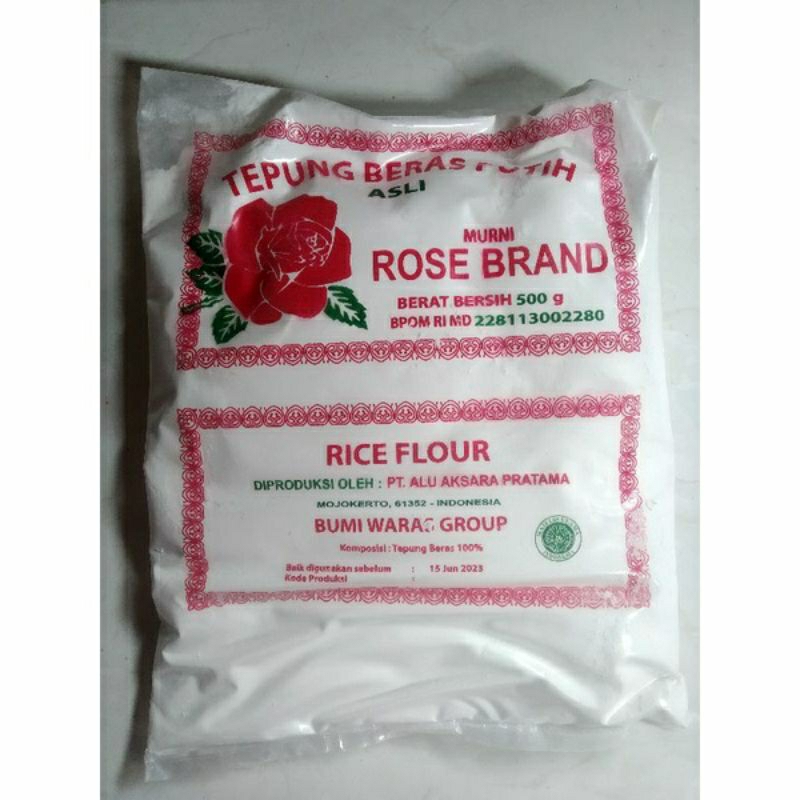 TEPUNG BERAS PUTIH
ASLI
MURNI
ROSE BRAND
BERAT BERSIH 500 g
BPOM RI MD 228113002280
RICE FLOUR
DIPRODUKSI OLEH : PT. ALU AKSARA PRATAMA
MOJOKERTO, 61352 - INDONESIA
BUMI WARAS GROUP
Komposisi : Tepung Beras 100%
Baik digunakan sebelum : 15 Jun 2023
Kode Produksi :